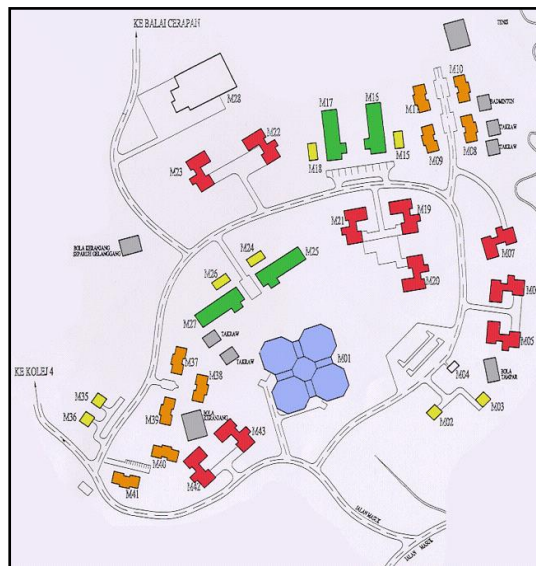 KE BALAI CERAPAN
TENIS
M28
M17
M16
M10
M11
BADMINTON
TAKRAW
M22
M23
M18
M15
M09
M08
TAKRAW
M21
M19
M07
BOLA KERANJANG
M24
M25
M20
M26
M27
M05
TAKRAW
TAKRAW
M01
M04
BOLA
TAMPAR
M37
M38
KE KOLEJ 4
M35
M36
M39
BOLA
KERANJANG
M43
M02
M03
M40
M41
M42
JALAN MASUK
JALAN MASUK